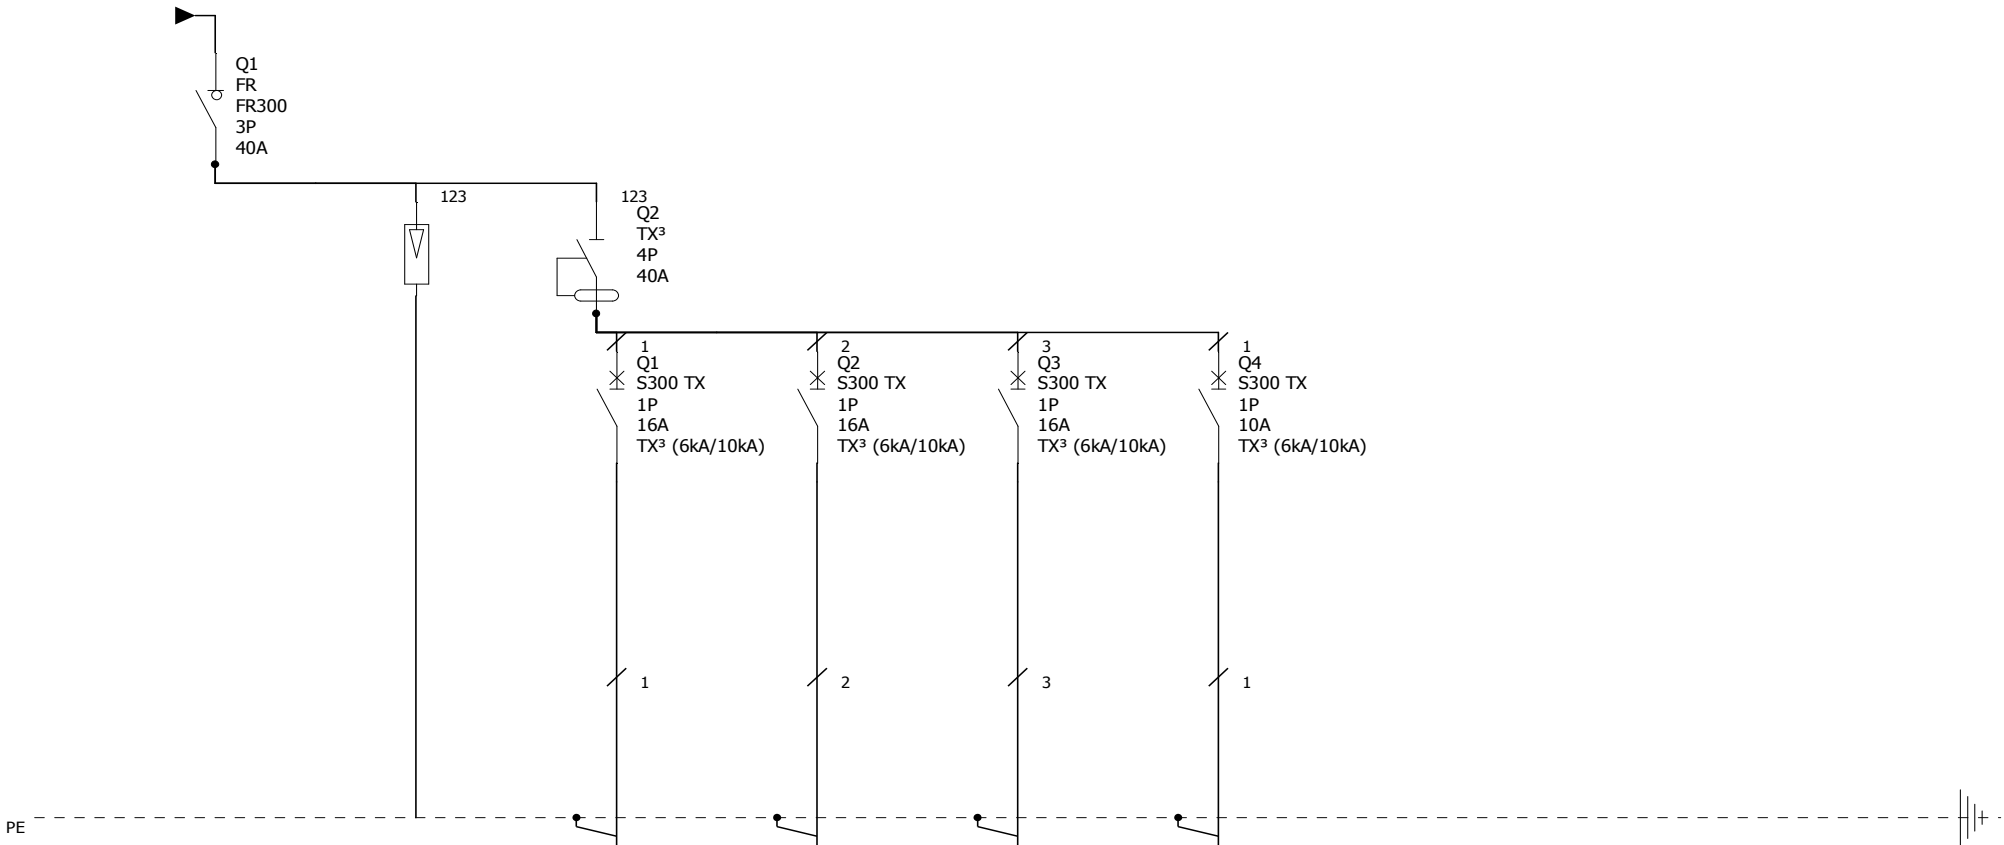 Q1
FR
FR300
3P
40A
123
123
Q2
TX³
4P
40A
1
Q1
S300 TX
1P
16A
TX³ (6kA/10kA)
2
Q2
S300 TX
1P
16A
TX³ (6kA/10kA)
3
Q3
S300 TX
1P
16A
TX³ (6kA/10kA)
1
Q4
S300 TX
1P
10A
TX³ (6kA/10kA)
1
2
3
1
PE